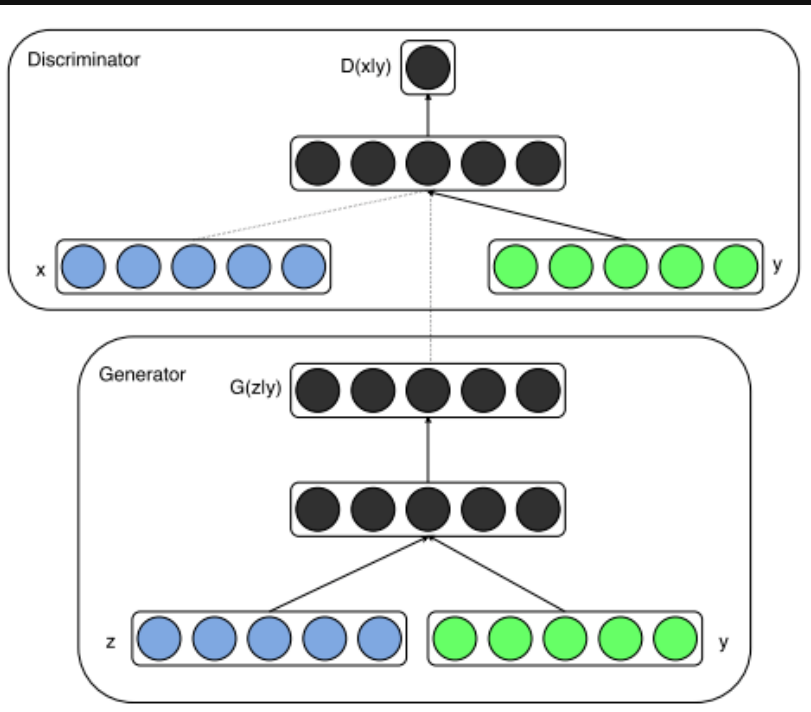 Discriminator
D(x|y)
x
y
Generator
G(z|y)
z
y